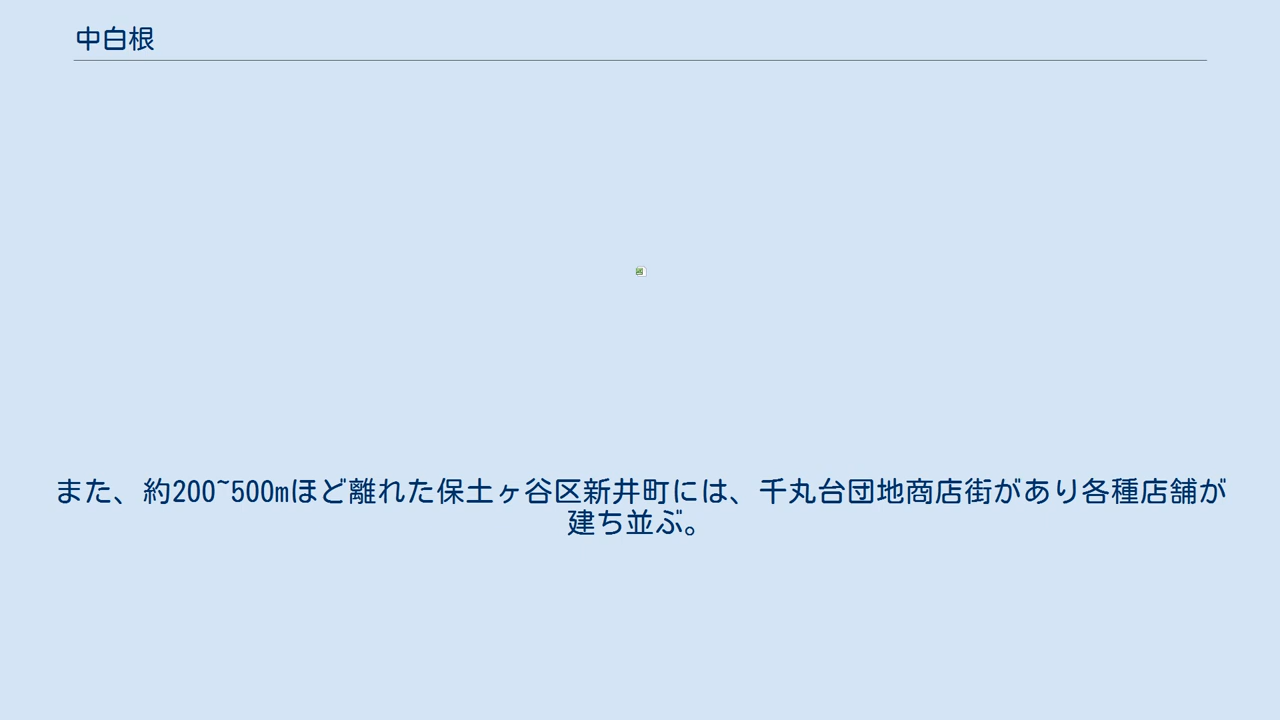 中白根
また、約200~500mほど離れた保土ヶ谷区新井町には、千丸台団地商店街があり各種店舗が
建ち並ぶ。